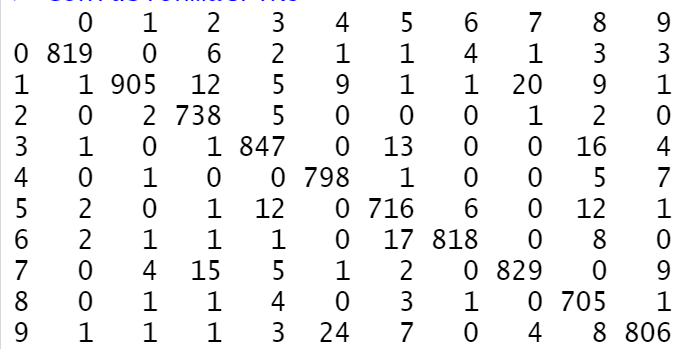 0 1 2 3 4 5 6 7 8 9
0 819 0 6 2 1 1 4 1 3 3
1 1 905 12 5 9 1 1 20 9 1
2 0 2 738 5 0 0 0 1 2 0
3 1 0 1 847 0 13 0 0 16 4
4 0 1 0 0 798 1 0 0 5 7
5 2 0 1 12 0 716 6 0 12 1
6 2 1 1 1 0 17 818 0 8 0
7 0 4 15 5 1 2 0 829 0 9
8 0 1 1 4 0 3 1 0 705 1
9 1 1 1 3 24 7 0 4 8 806